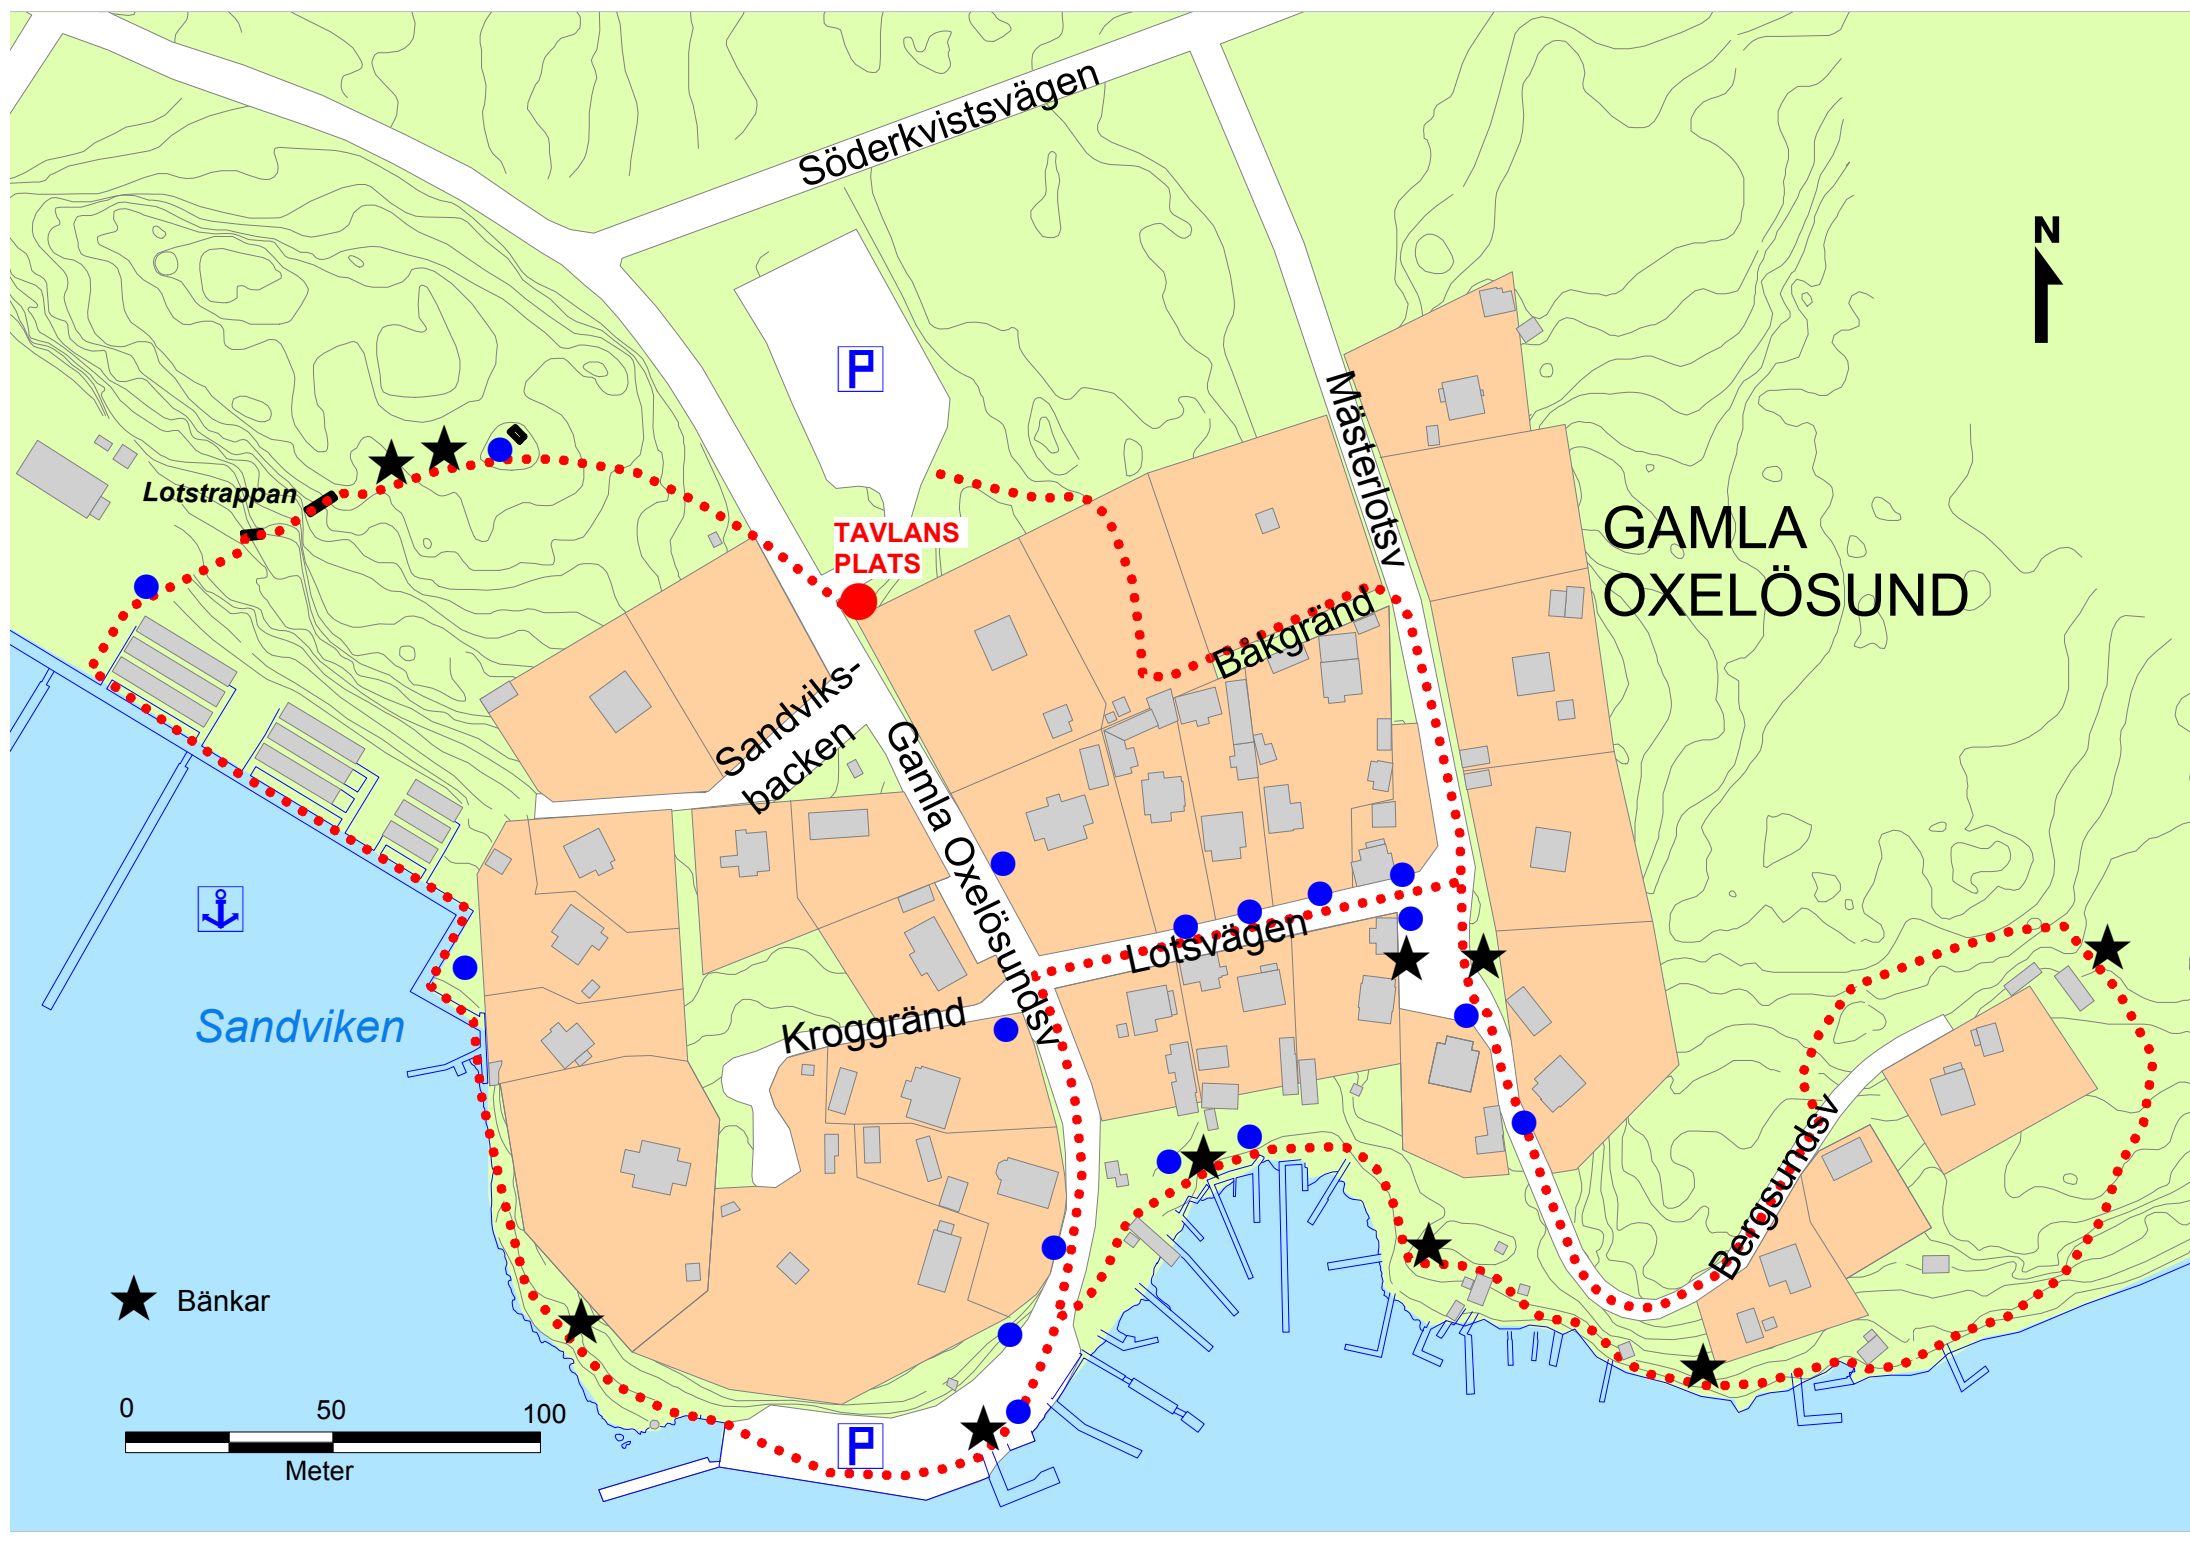 Söderkvistsvägen
N
P
Mästerlotsv
Lotstrappan
TAVLANS
PLATS
GAMLA
OXELÖSUND
Bakgränd
Sandviks-
backen
Gamla Oxelösundsv
Lotsvägen
Kroggränd
Sandviken
Bergsundsv
Bänkar
0 50 100
Meter
P